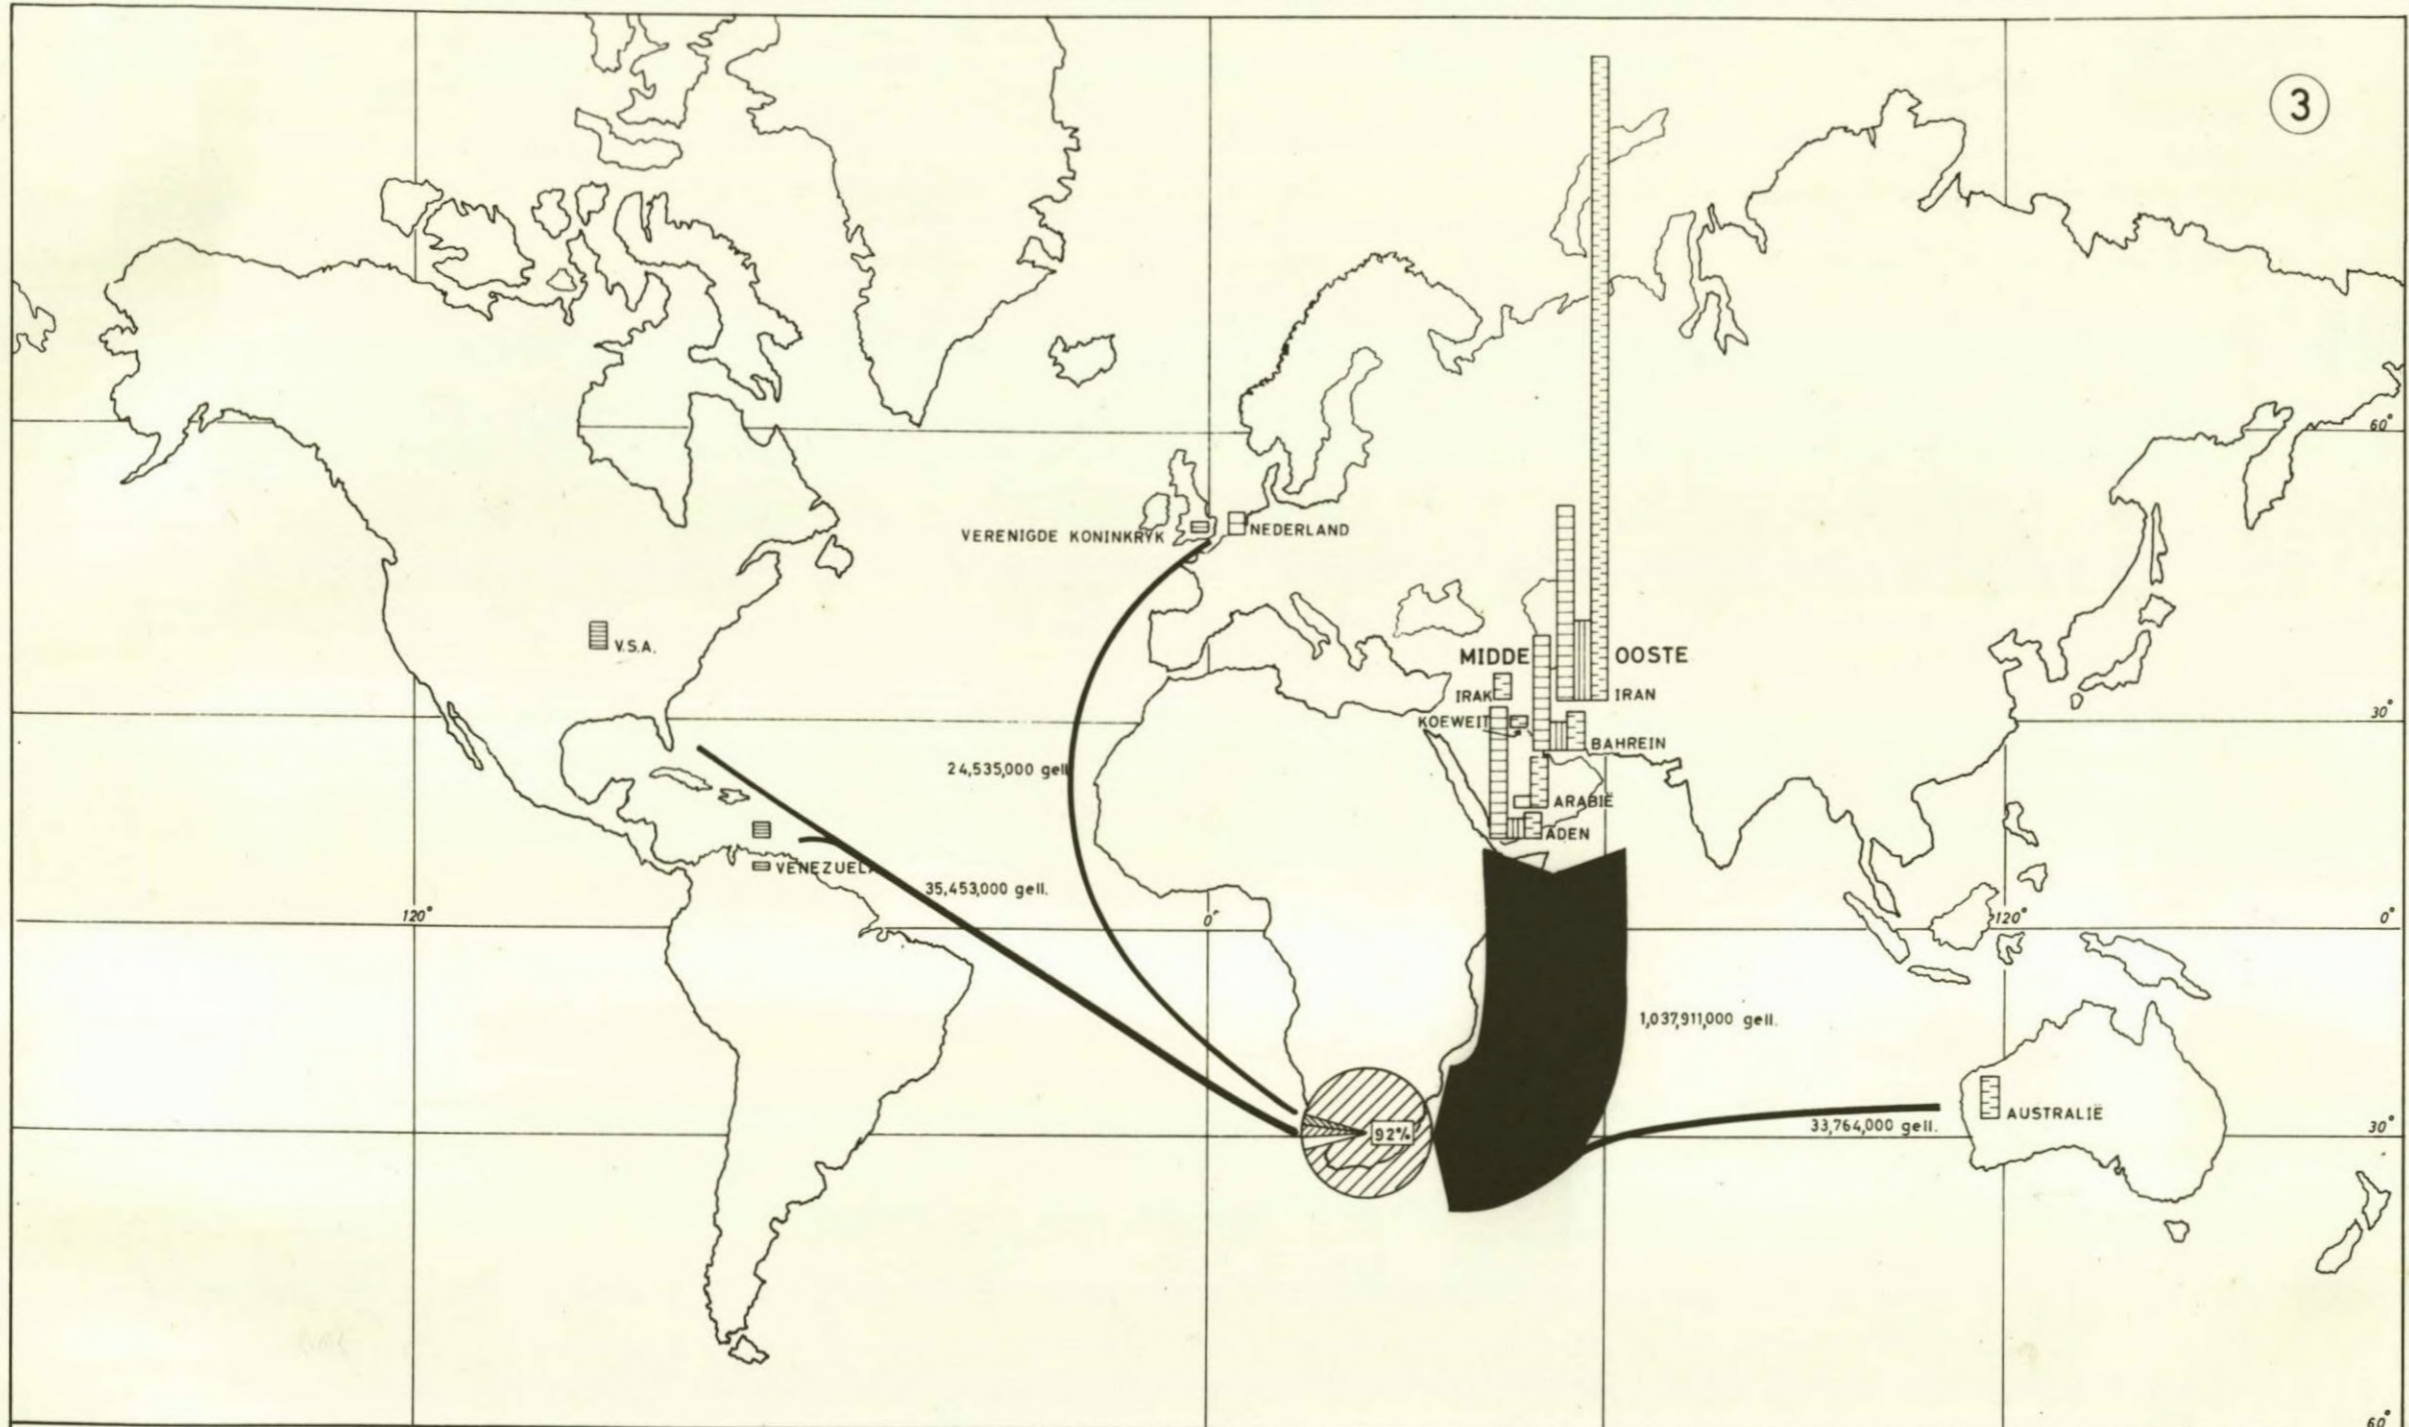 3
60°
VERENIGDE KONINKRYK
NEDERLAND
V.S.A.
MIDDE OOSTE
IRAK
IRAN
30°
KOEWEIT
BAHREIN
24,535,000 gell.
ARABIË
ADEN
VENEZUELA
35,453,000 gell.
120°
0°
120°
0°
1,037,911,000 gell.
AUSTRALIË
33,764,000 gell.
92%
30°
60°